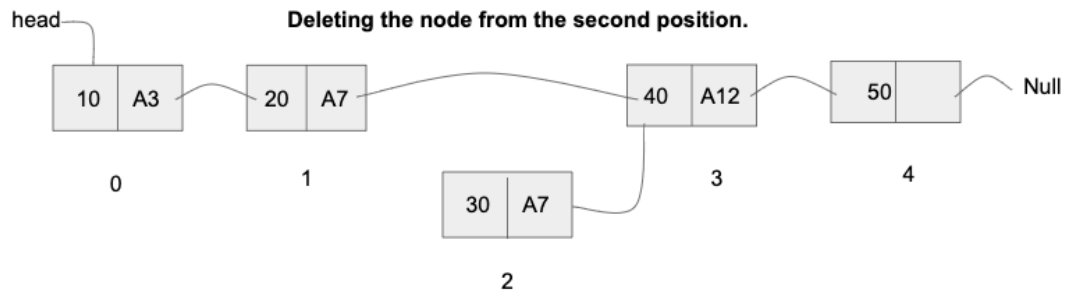 head
Deleting the node from the second position.
10 A3
20 A7
40 A12
50
Null
0
1
3
4
30 A7
2